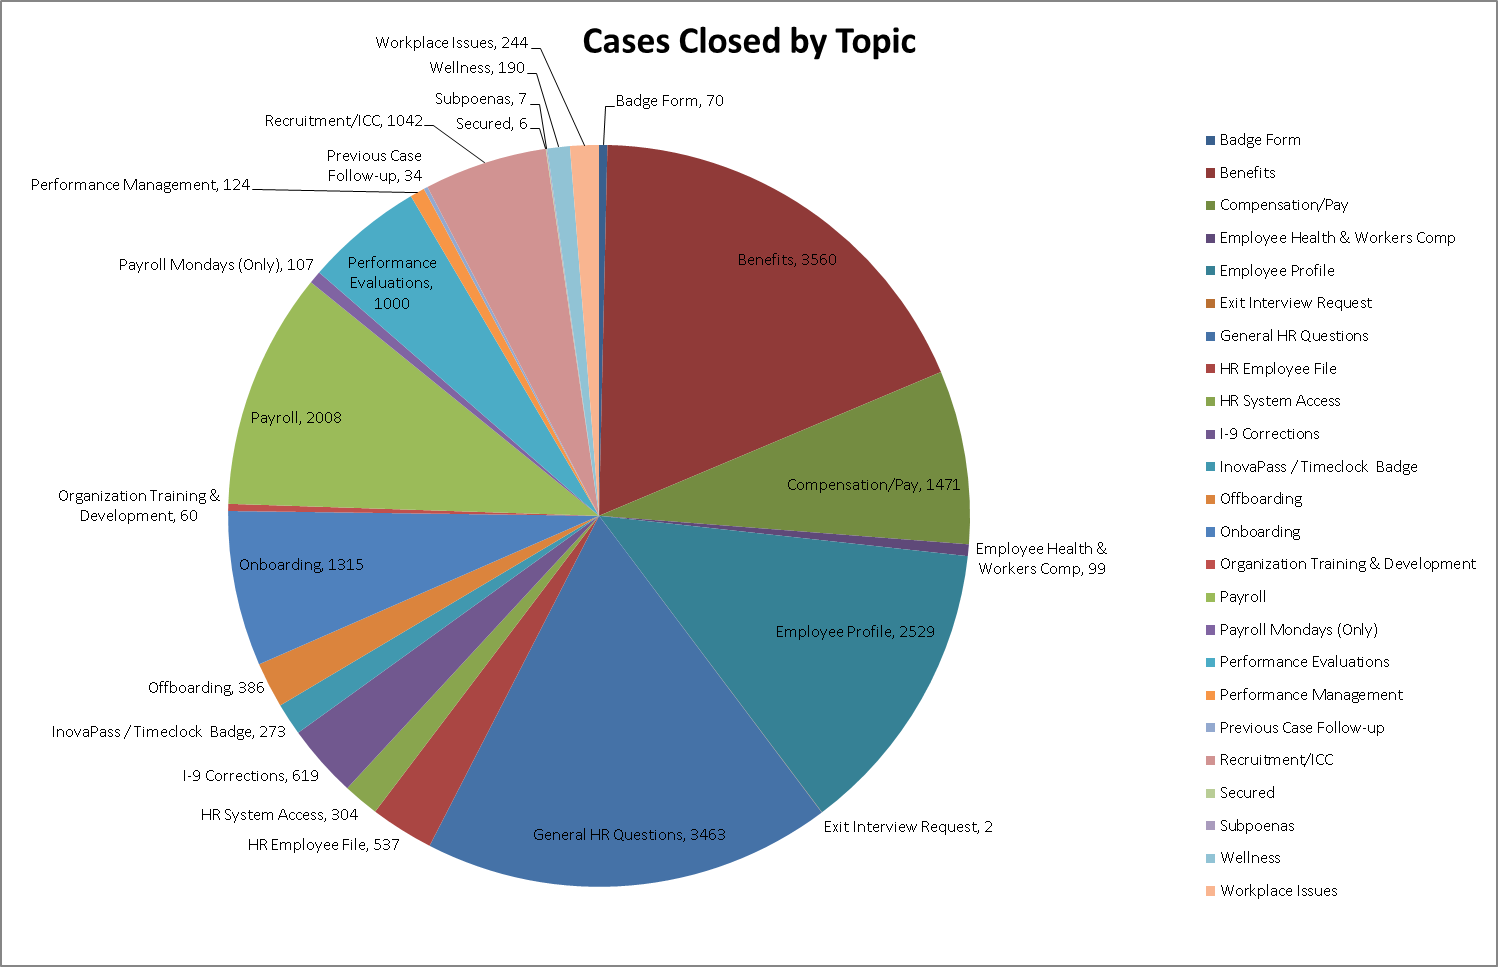 Cases Closed by Topic
Workplace Issues, 244
Wellness, 190
Subpoenas, 7
Secured, 6
Badge Form, 70
Recruitment/ICC, 1042
Previous Case
Follow-up, 34
Performance Management, 124
Payroll Mondays (Only), 107
Performance
Evaluations,
1000
Benefits, 3560
Payroll, 2008
Compensation/Pay, 1471
Organization Training &
Development, 60
Employee Health &
Workers Comp, 99
Onboarding, 1315
Employee Profile, 2529
Offboarding, 386
InovaPass / Timeclock  Badge, 273
I-9 Corrections, 619
HR System Access, 304
HR Employee File, 537
General HR Questions, 3463
Exit Interview Request, 2
Badge Form
Benefits
Compensation/Pay
Employee Health & Workers Comp
Employee Profile
Exit Interview Request
General HR Questions
HR Employee File
HR System Access
I-9 Corrections
InovaPass / Timeclock  Badge
Offboarding
Onboarding
Organization Training & Development
Payroll
Payroll Mondays (Only)
Performance Evaluations
Performance Management
Previous Case Follow-up
Recruitment/ICC
Secured
Subpoenas
Wellness
Workplace Issues